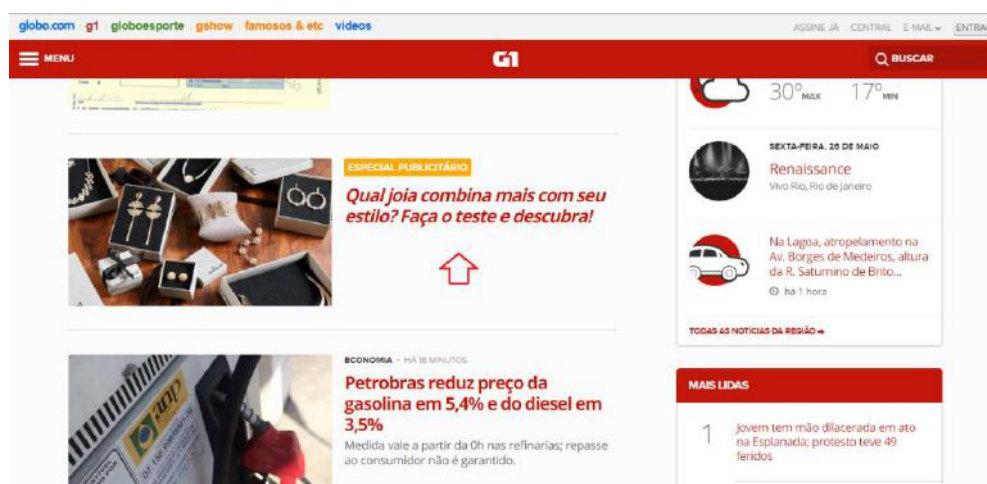 globo.com g1 globoesporte gshow famosos & etc vídeos
ASSINE JÁ CENTRAL E-MAIL ENTRA
MENU
G1
BUSCAR
30° MAX 17° MIN
ESPECIAL PUBLICITÁRIO
Qual joia combina mais com seu
estilo? Faça o teste e descubra!
ECONOMIA • HÁ 18 MINUTOS
Petrobras reduz preço da
gasolina em 5,4% e do diesel em
3,5%
Medida vale a partir da 0h nas refinarias; repasse
ao consumidor não é garantido.
SEXTA-FEIRA, 26 DE MAIO
Renaissance
Vivo Rio, Rio de Janeiro
Na Lagoa, atropelamento na
Av. Borges de Medeiros, altura
da R. Saturnino de Brito...
há 1 hora
TODAS AS NOTÍCIAS DA REGIÃO
MAIS LIDAS
1
Jovem tem mão dilacerada em ato
na Esplanada; protesto teve 49
feridos
anp